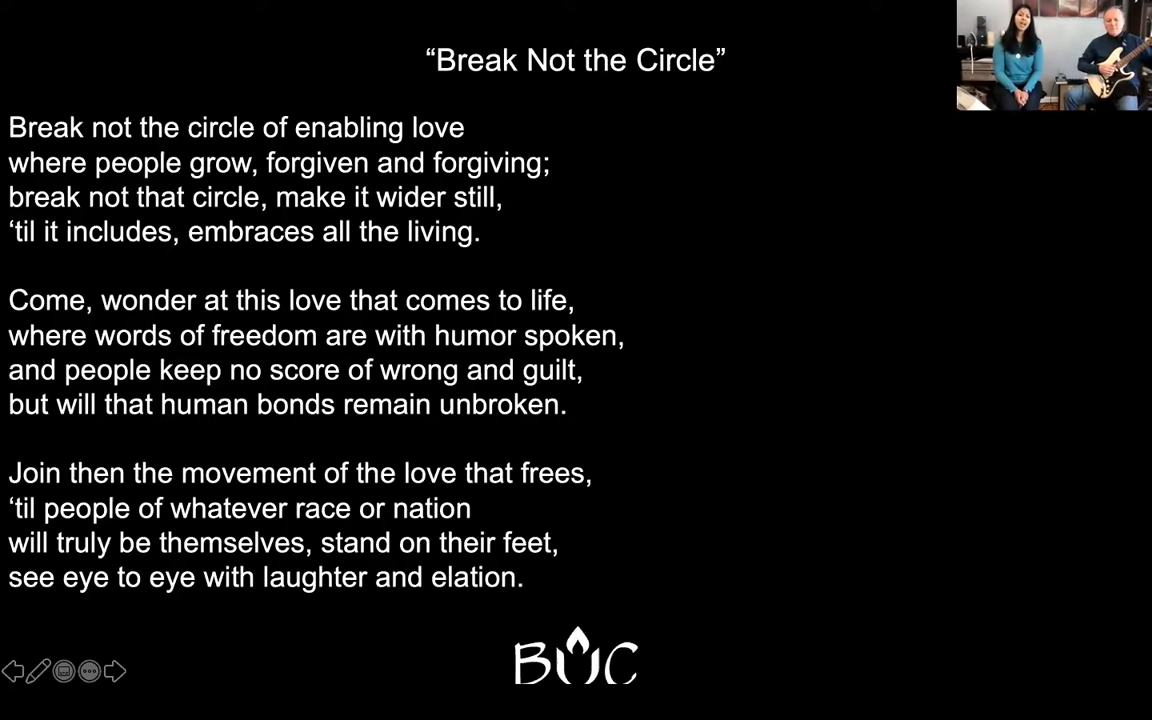 “Break Not the Circle”
Break not the circle of enabling love
where people grow, forgiven and forgiving;
break not that circle, make it wider still,
‘til it includes, embraces all the living.
Come, wonder at this love that comes to life,
where words of freedom are with humor spoken,
and people keep no score of wrong and guilt,
but will that human bonds remain unbroken.
Join then the movement of the love that frees,
‘til people of whatever race or nation
will truly be themselves, stand on their feet,
see eye to eye with laughter and elation.
BUC